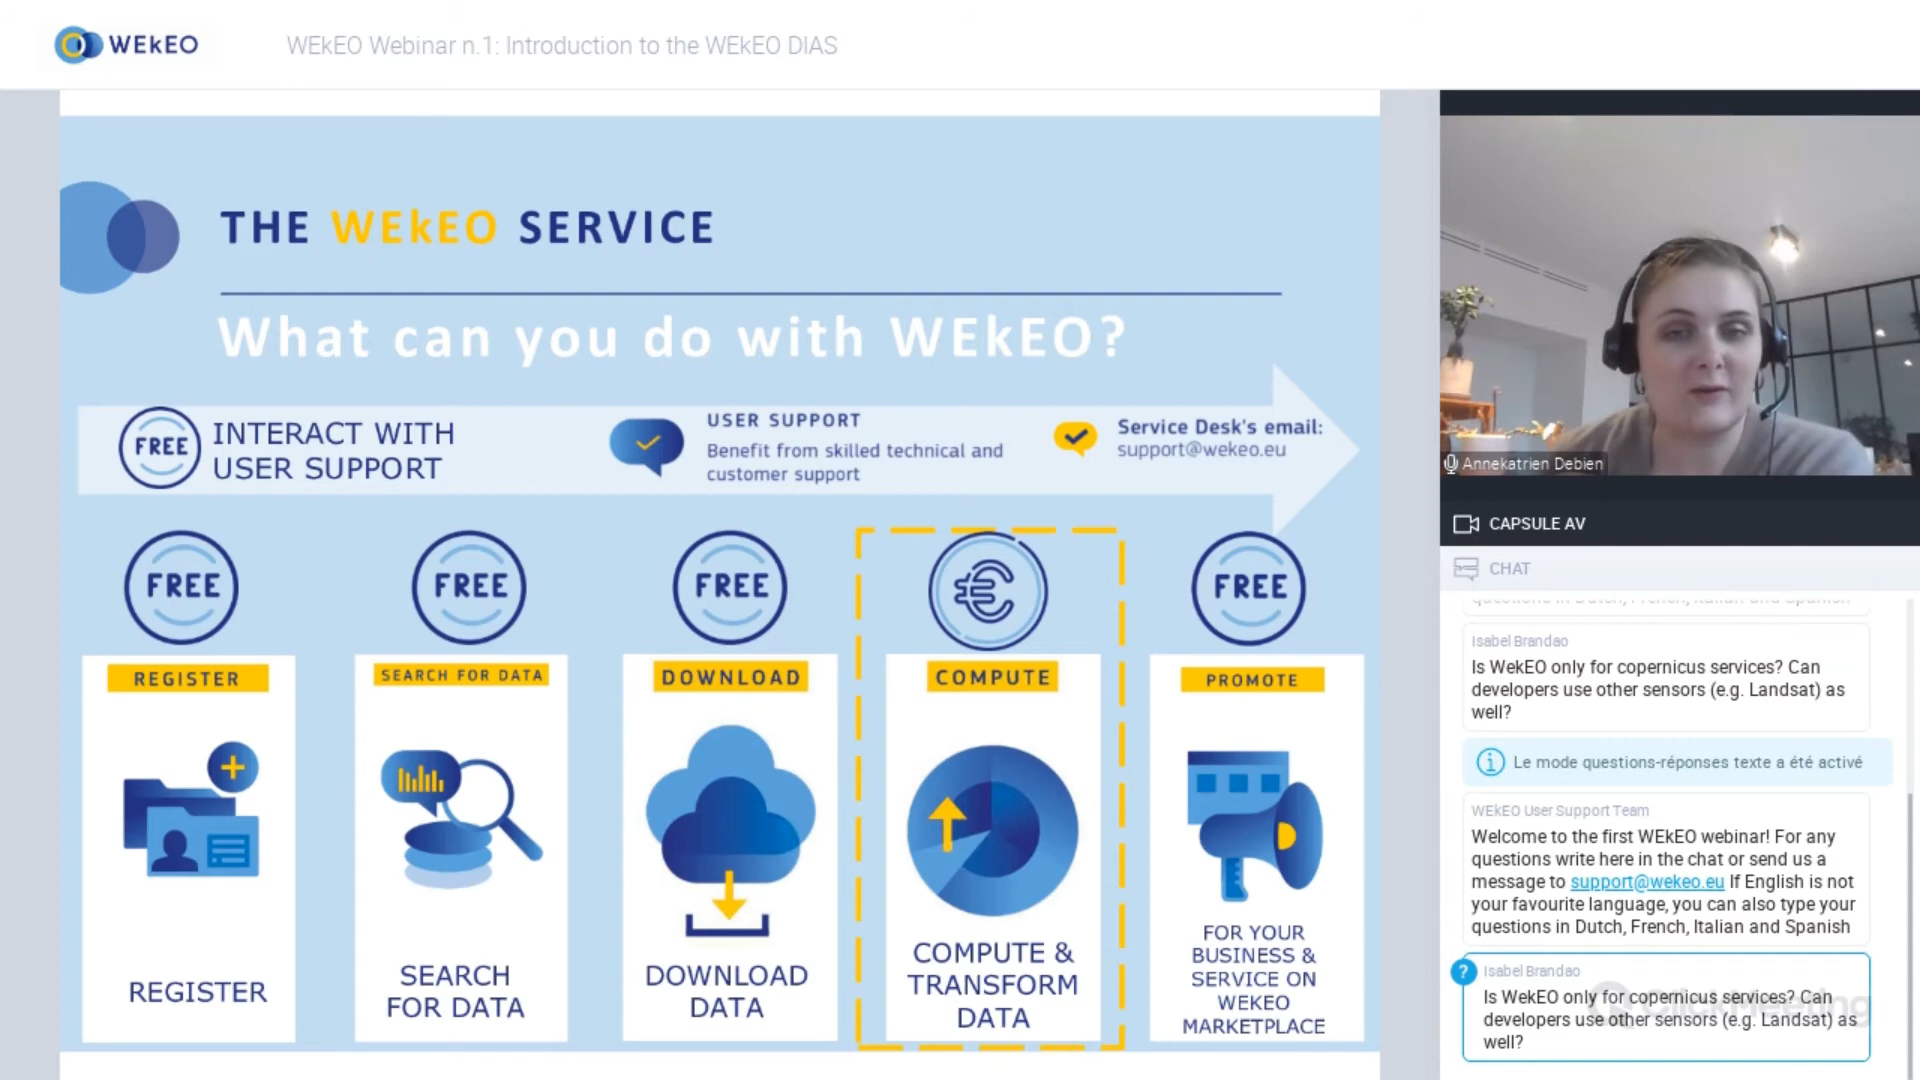 WEkEO
WEkEO Webinar n.1: Introduction to the WEkEO DIAS
THE WEkEO SERVICE
What can you do with WEkEO?
FREE
INTERACT WITH
USER SUPPORT
USER SUPPORT
Benefit from skilled technical and
customer support
Service Desk's email:
support@wekeo.eu
FREE
FREE
FREE
€
FREE
REGISTER
SEARCH FOR DATA
DOWNLOAD
COMPUTE
PROMOTE
REGISTER
SEARCH
FOR DATA
DOWNLOAD
DATA
COMPUTE &
TRANSFORM
DATA
FOR YOUR
BUSINESS &
SERVICE ON
WEKEO
MARKETPLACE
Annekatrien Debien
CAPSULE AV
CHAT
questions in Dutch, French, Italian and Spanish
Isabel Brandao
Is WekEO only for copernicus services? Can
developers use other sensors (e.g. Landsat) as
well?
Le mode questions-réponses texte a été activé
WEkEO User Support Team
Welcome to the first WEkEO webinar! For any
questions write here in the chat or send us a
message to support@wekeo.eu If English is not
your favourite language, you can also type your
questions in Dutch, French, Italian and Spanish
?
Isabel Brandao
Is WekEO only for copernicus services? Can
developers use other sensors (e.g. Landsat) as
well?
ClickMeeting